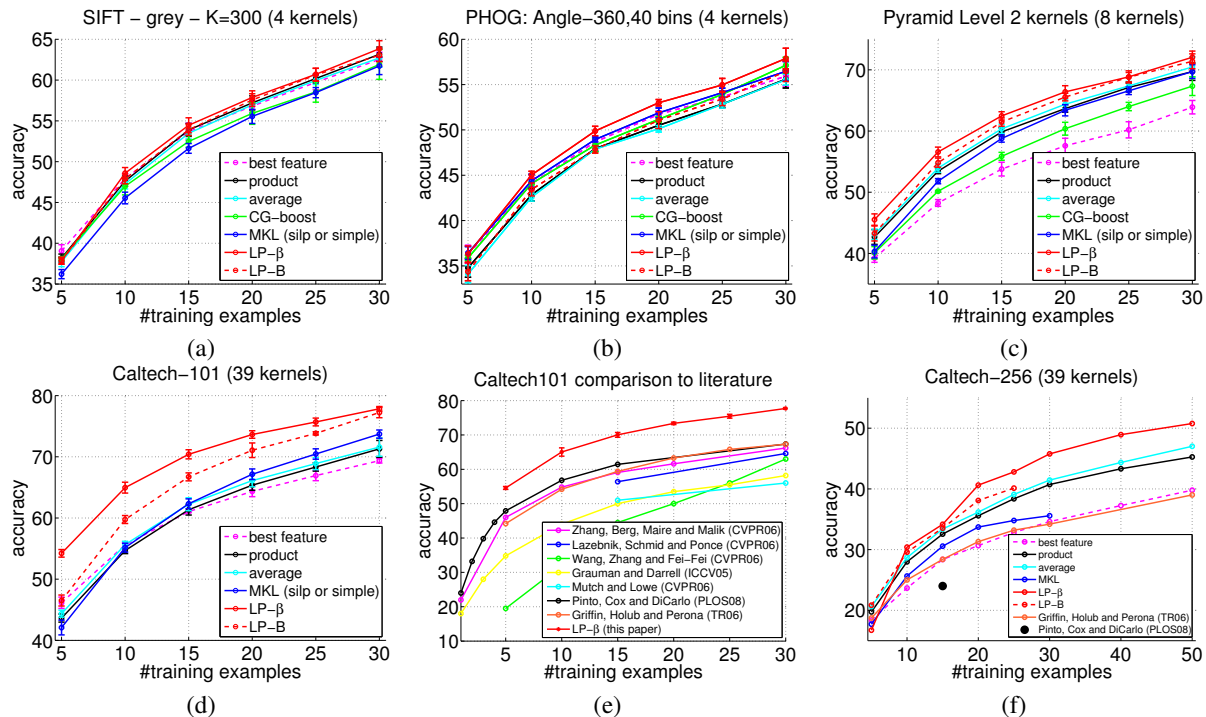 SIFT − grey − K=300 (4 kernels)
65
60
55
50
45
40
35
accuracy
best feature
product
average
CG−boost
MKL (silp or simple)
LP−β
LP−B
5 10 15 20 25 30
#training examples
(a)
PHOG: Angle−360,40 bins (4 kernels)
60
55
50
45
40
35
accuracy
best feature
product
average
CG−boost
MKL (silp or simple)
LP−β
LP−B
5 10 15 20 25 30
#training examples
(b)
Pyramid Level 2 kernels (8 kernels)
70
60
50
40
accuracy
best feature
product
average
CG−boost
MKL (silp or simple)
LP−β
LP−B
5 10 15 20 25 30
#training examples
(c)
Caltech−101 (39 kernels)
80
70
60
50
40
accuracy
best feature
product
average
MKL (silp or simple)
LP−β
LP−B
5 10 15 20 25 30
#training examples
(d)
Caltech101 comparison to literature
90
80
70
60
50
40
30
20
10
0
accuracy
Zhang, Berg, Maire and Malik (CVPR06)
Lazebnik, Schmid and Ponce (CVPR06)
Wang, Zhang and Fei−Fei (CVPR06)
Grauman and Darrell (ICCV05)
Mutch and Lowe (CVPR06)
Pinto, Cox and DiCarlo (PLOS08)
Griffin, Holub and Perona (TR06)
LP−β (this paper)
5 10 15 20 25 30
#training examples
(e)
Caltech−256 (39 kernels)
50
40
30
20
accuracy
best feature
product
average
MKL
LP−β
LP−B
Griffin, Holub and Perona (TR06)
Pinto, Cox and DiCarlo (PLOS08)
10 20 30 40 50
#training examples
(f)